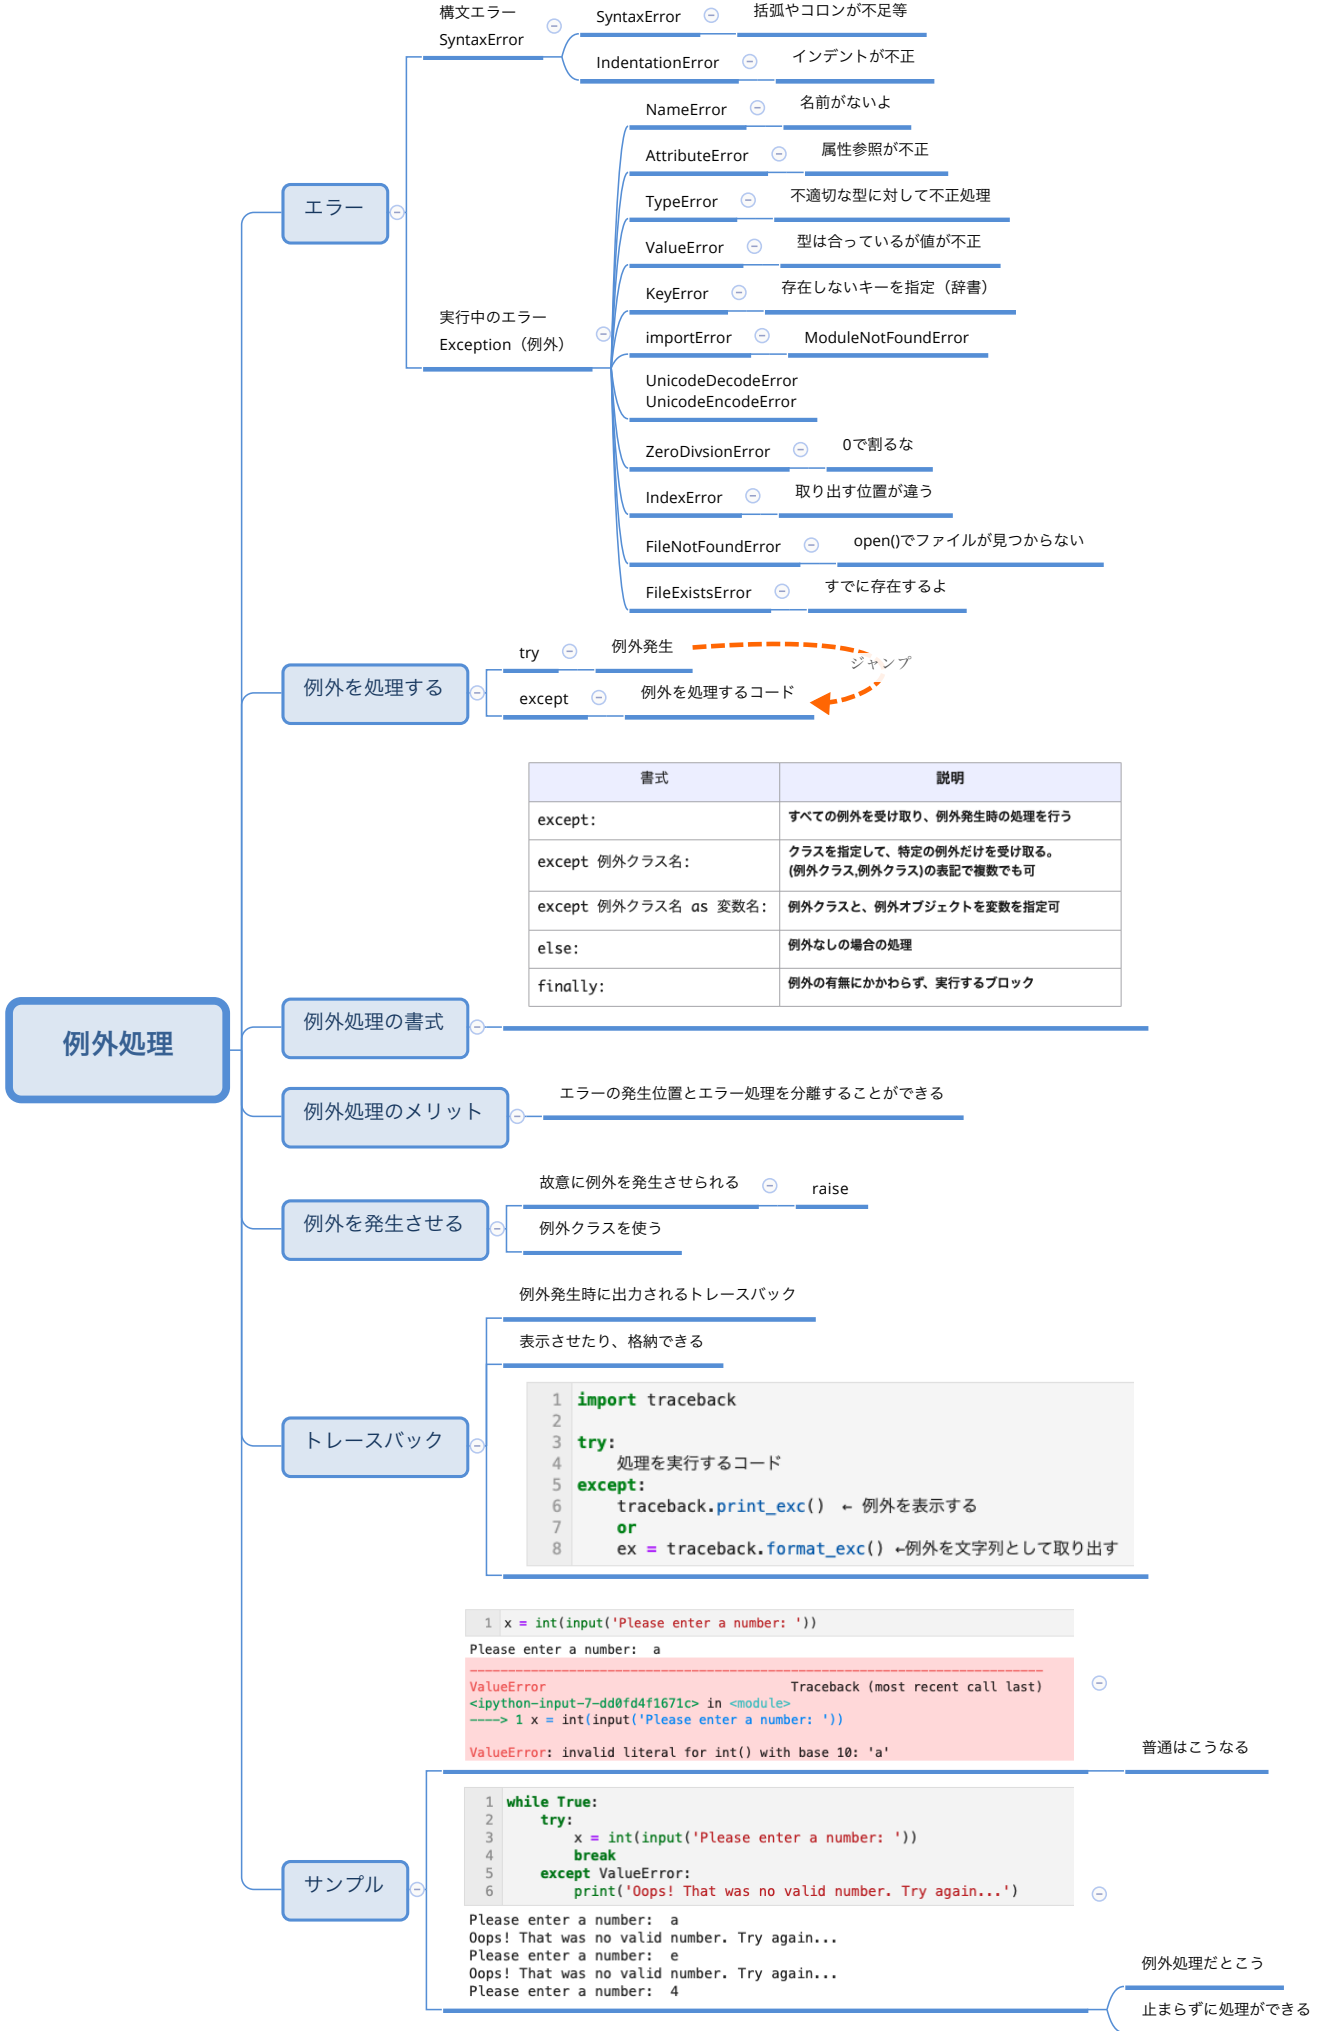 例外処理
エラー
構文エラー
SyntaxError
SyntaxError
括弧やコロンが不足等
IndentationError
インデントが不正
実行中のエラー
Exception（例外）
NameError
名前がないよ
AttributeError
属性参照が不正
TypeError
不適切な型に対して不正処理
ValueError
型は合っているが値が不正
KeyError
存在しないキーを指定（辞書）
importError
ModuleNotFoundError
UnicodeDecodeError
UnicodeEncodeError
ZeroDivsionError
0で割るな
IndexError
取り出す位置が違う
FileNotFoundError
open()でファイルが見つからない
FileExistsError
すでに存在するよ
例外を処理する
try
例外発生
ジャンプ
except
例外を処理するコード
例外処理の書式
書式 説明
except: すべての例外を受け取り、例外発生時の処理を行う
except 例外クラス名: クラスを指定して、特定の例外だけを受け取る。
(例外クラス,例外クラス)の表記で複数でも可
except 例外クラス名 as 変数名: 例外クラスと、例外オブジェクトを変数を指定可
else: 例外なしの場合の処理
finally: 例外の有無にかかわらず、実行するブロック
例外処理のメリット
エラーの発生位置とエラー処理を分離することができる
例外を発生させる
故意に例外を発生させられる
raise
例外クラスを使う
トレースバック
例外発生時に出力されるトレースバック
表示させたり、格納できる
1 import traceback
2
3 try:
4     処理を実行するコード
5 except:
6     traceback.print_exc() ← 例外を表示する
7     or
8     ex = traceback.format_exc() ←例外を文字列として取り出す
サンプル
1 x = int(input('Please enter a number: '))
Please enter a number:  a
---------------------------------------------------------------------------
ValueError                                Traceback (most recent call last)
<ipython-input-7-dd0fd4f1671c> in <module>
----> 1 x = int(input('Please enter a number: '))
ValueError: invalid literal for int() with base 10: 'a'
普通はこうなる
1 while True:
2     try:
3         x = int(input('Please enter a number: '))
4         break
5     except ValueError:
6         print('Oops! That was no valid number. Try again...')
Please enter a number:  a
Oops! That was no valid number. Try again...
Please enter a number:  e
Oops! That was no valid number. Try again...
Please enter a number:  4
例外処理だとこう
止まらずに処理ができる